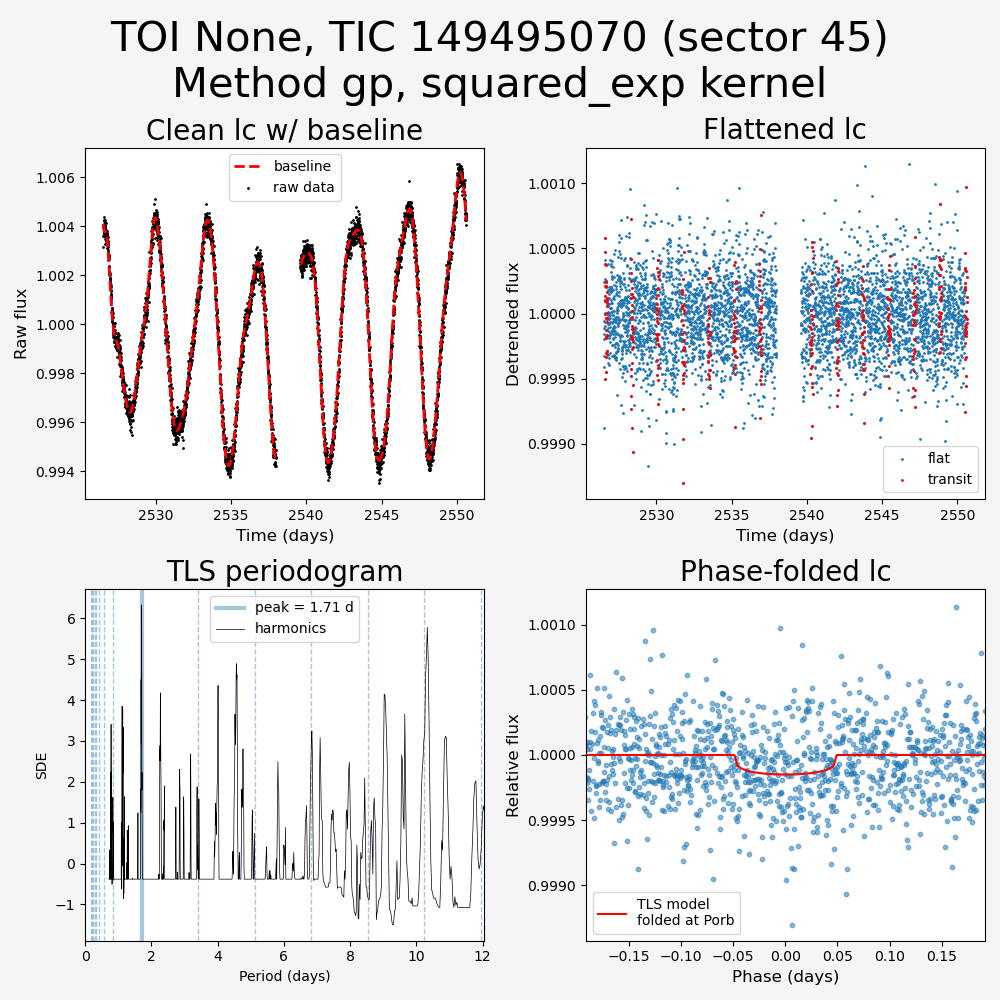 TOI None, TIC 149495070 (sector 45)
Method gp, squared_exp kernel
Clean lc w/ baseline
baseline
raw data
1.006
1.004
1.002
1.000
0.998
0.996
0.994
Raw flux
2530
2535
2540
2545
2550
Time (days)
Flattened lc
1.0010
1.0005
1.0000
0.9995
0.9990
Detrended flux
flat
transit
2530
2535
2540
2545
2550
Time (days)
TLS periodogram
peak = 1.71 d
harmonics
6
5
4
3
2
1
0
−1
SDE
0
2
4
6
8
10
12
Period (days)
Phase-folded lc
1.0010
1.0005
1.0000
0.9995
0.9990
Relative flux
TLS model
folded at Porb
−0.15
−0.10
−0.05
0.00
0.05
0.10
0.15
Phase (days)